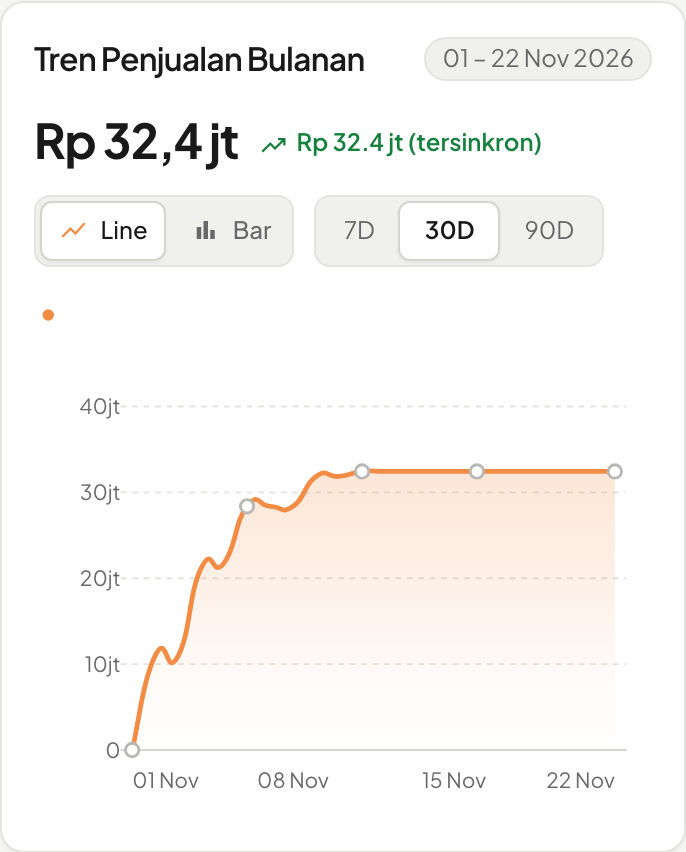 Tren Penjualan Bulanan
01 – 22 Nov 2026
Rp 32,4 jt
Rp 32.4 jt (tersinkron)
Line
Bar
7D
30D
90D
40jt
30jt
20jt
10jt
0
01 Nov
08 Nov
15 Nov
22 Nov